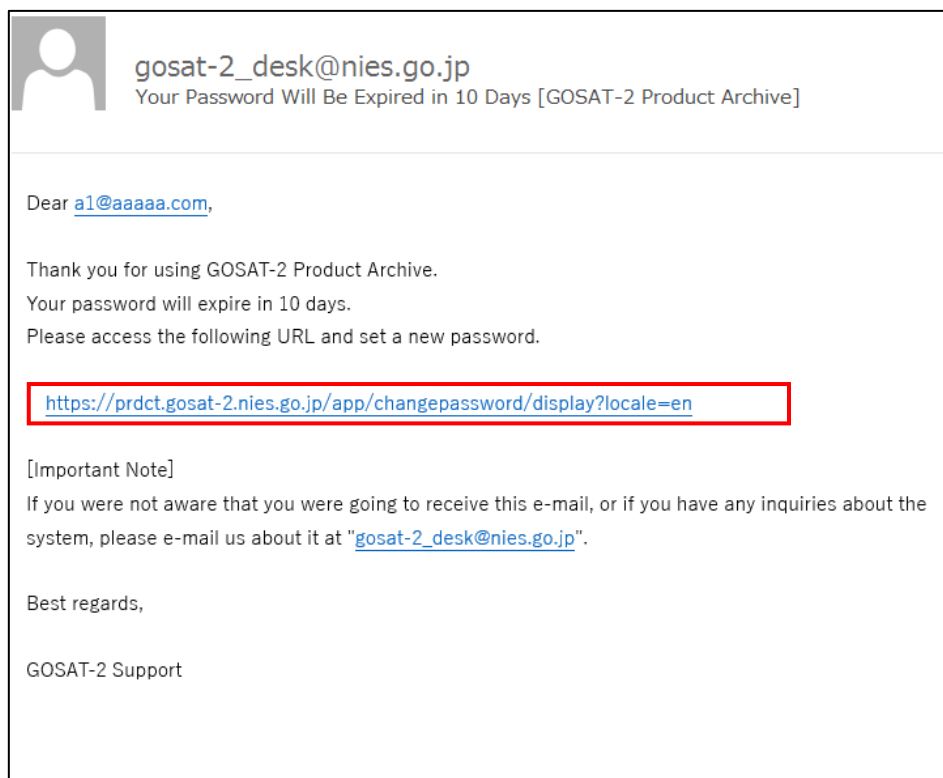 gosat-2_desk@nies.go.jp
Your Password Will Be Expired in 10 Days [GOSAT-2 Product Archive]
Dear a1@aaaaa.com,
Thank you for using GOSAT-2 Product Archive.
Your password will expire in 10 days.
Please access the following URL and set a new password.
https://prdct.gosat-2.nies.go.jp/app/changepassword/display?locale=en
[Important Note]
If you were not aware that you were going to receive this e-mail, or if you have any inquiries about the
system, please e-mail us about it at "gosat-2_desk@nies.go.jp".
Best regards,
GOSAT-2 Support